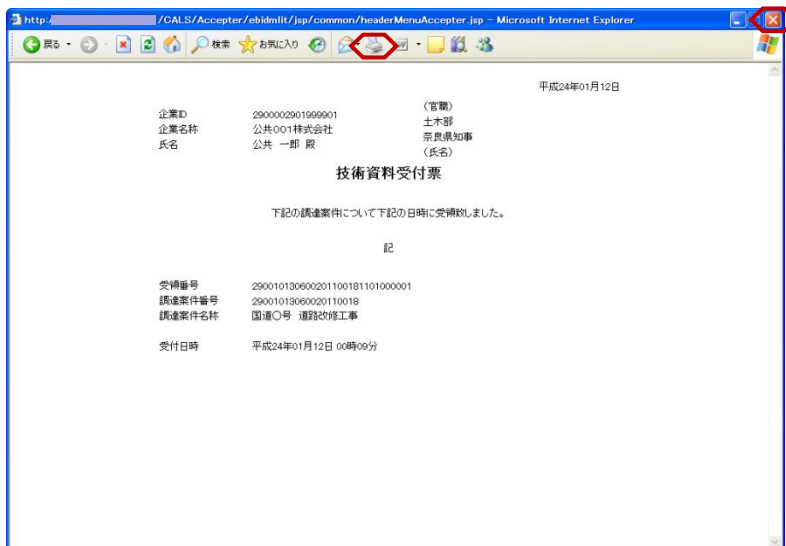 http:/ /CALS/Accepter/ebidmlit/jsp/common/headerMenuAccepter.jsp - Microsoft Internet Explorer
戻る 検索 お気に入り
平成24年01月12日
企業ID 2900002901999901 （官職）
企業名称 公共001株式会社 土木部
氏名 公共 一郎 殿 奈良県知事
（氏名）
技術資料受付票
下記の調達案件について下記の日時に受領致しました。
記
受領番号 29001013060020110018110100​0001
調達案件番号 29001013060020110018
調達案件名称 国道〇号 道路改修工事
受付日時 平成24年01月12日 00時09分